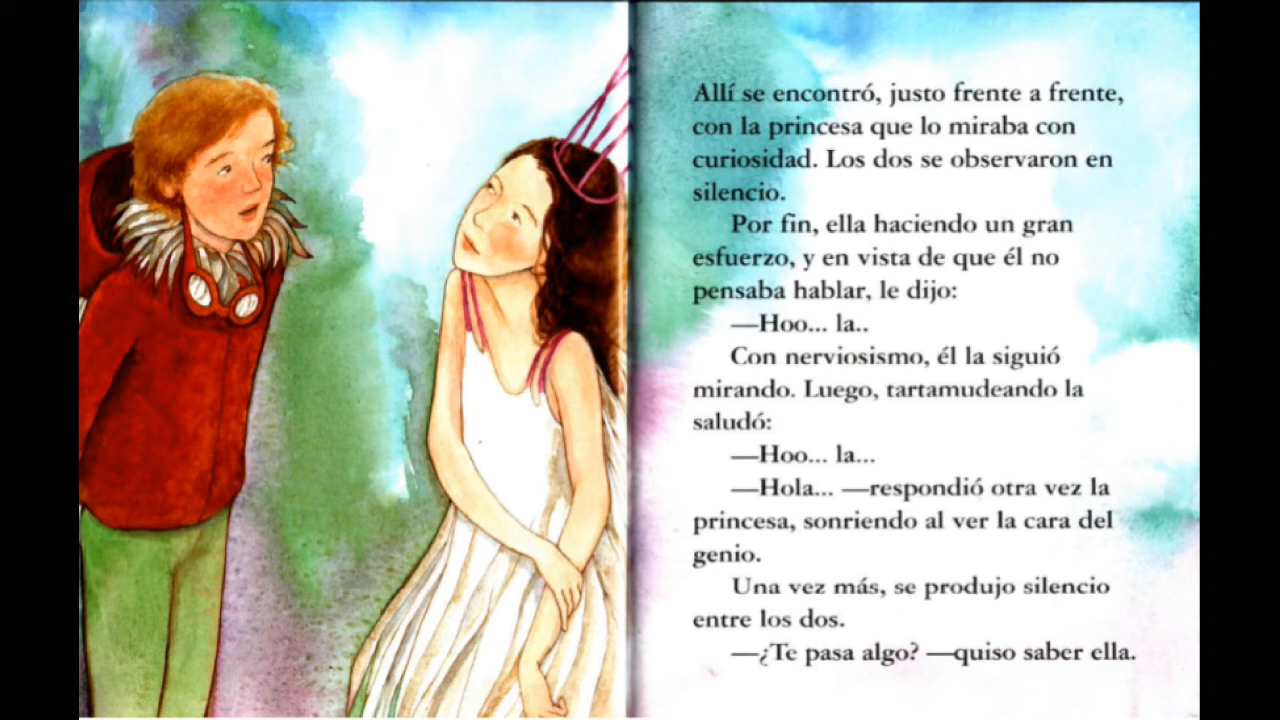 Allí se encontró, justo frente a frente,
con la princesa que lo miraba con
curiosidad. Los dos se observaron en
silencio.
Por fin, ella haciendo un gran
esfuerzo, y en vista de que él no
pensaba hablar, le dijo:
—Hoo... la..
Con nerviosismo, él la siguió
mirando. Luego, tartamudeando la
saludó:
—Hoo... la...
—Hola... —respondió otra vez la
princesa, sonriendo al ver la cara del
genio.
Una vez más, se produjo silencio
entre los dos.
—¿Te pasa algo? —quiso saber ella.